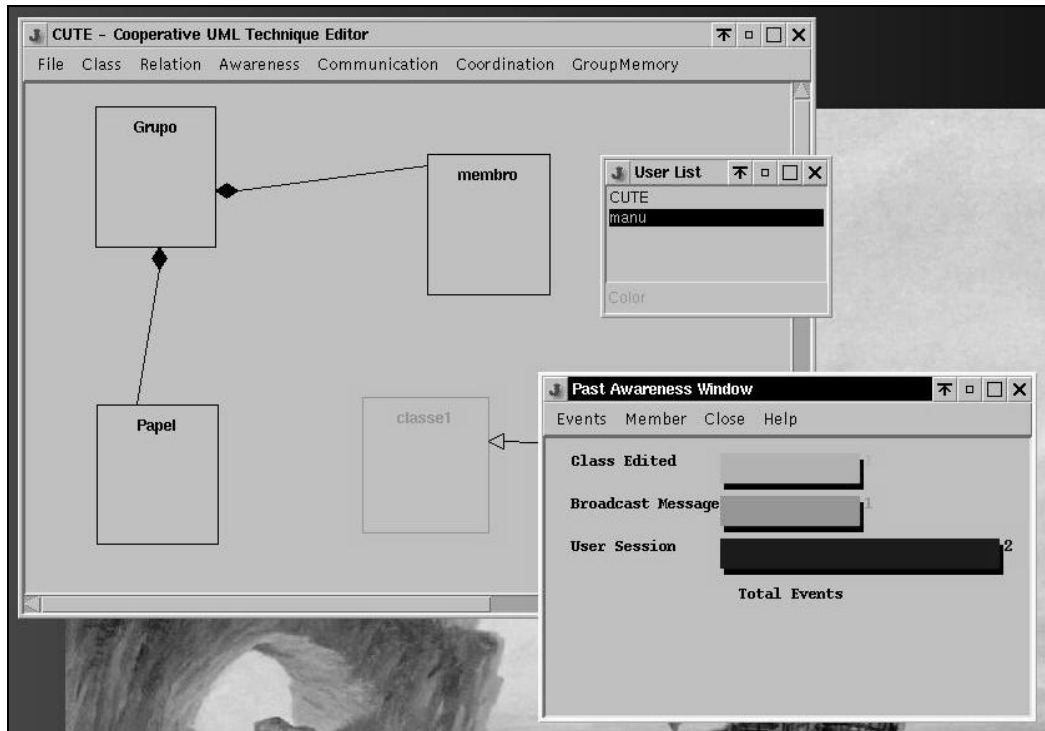 CUTE - Cooperative UML Technique Editor
File Class Relation Awareness Communication Coordination GroupMemory
Grupo
membro
Papel
classe1
User List
CUTE
manu
Color
Past Awareness Window
Events Member Close Help
Class Edited 1
Broadcast Message 1
User Session 2
Total Events